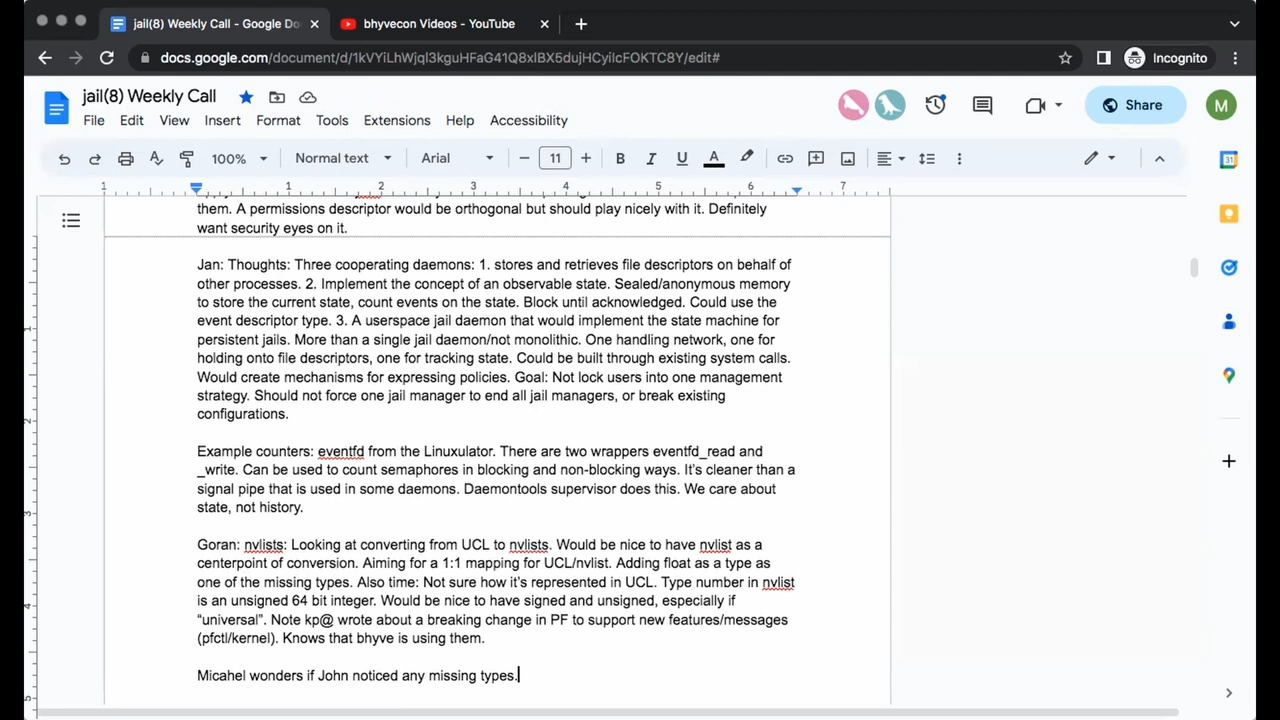 jail(8) Weekly Call - Google Do
bhyvecon Videos - YouTube
docs.google.com/document/d/1kVYiLhWjqI3kguHFaG41Q8xIBX5dujHCyiIcFOKTC8Y/edit#
Incognito
jail(8) Weekly Call
File Edit View Insert Format Tools Extensions Help Accessibility
Share
M
100% Normal text Arial 11 B I U A
31
1 1 2 3 4 5 6 7
them. A permissions descriptor would be orthogonal but should play nicely with it. Definitely
want security eyes on it.
Jan: Thoughts: Three cooperating daemons: 1. stores and retrieves file descriptors on behalf of
other processes. 2. Implement the concept of an observable state. Sealed/anonymous memory
to store the current state, count events on the state. Block until acknowledged. Could use the
event descriptor type. 3. A userspace jail daemon that would implement the state machine for
persistent jails. More than a single jail daemon/not monolithic. One handling network, one for
holding onto file descriptors, one for tracking state. Could be built through existing system calls.
Would create mechanisms for expressing policies. Goal: Not lock users into one management
strategy. Should not force one jail manager to end all jail managers, or break existing
configurations.
Example counters: eventfd from the Linuxulator. There are two wrappers eventfd_read and
_write. Can be used to count semaphores in blocking and non-blocking ways. It's cleaner than a
signal pipe that is used in some daemons. Daemontools supervisor does this. We care about
state, not history.
Goran: nvlists: Looking at converting from UCL to nvlists. Would be nice to have nvlist as a
centerpoint of conversion. Aiming for a 1:1 mapping for UCL/nvlist. Adding float as a type as
one of the missing types. Also time: Not sure how it's represented in UCL. Type number in nvlist
is an unsigned 64 bit integer. Would be nice to have signed and unsigned, especially if
“universal”. Note kp@ wrote about a breaking change in PF to support new features/messages
(pfctl/kernel). Knows that bhyve is using them.
Micahel wonders if John noticed any missing types.
1
2
3
4
5